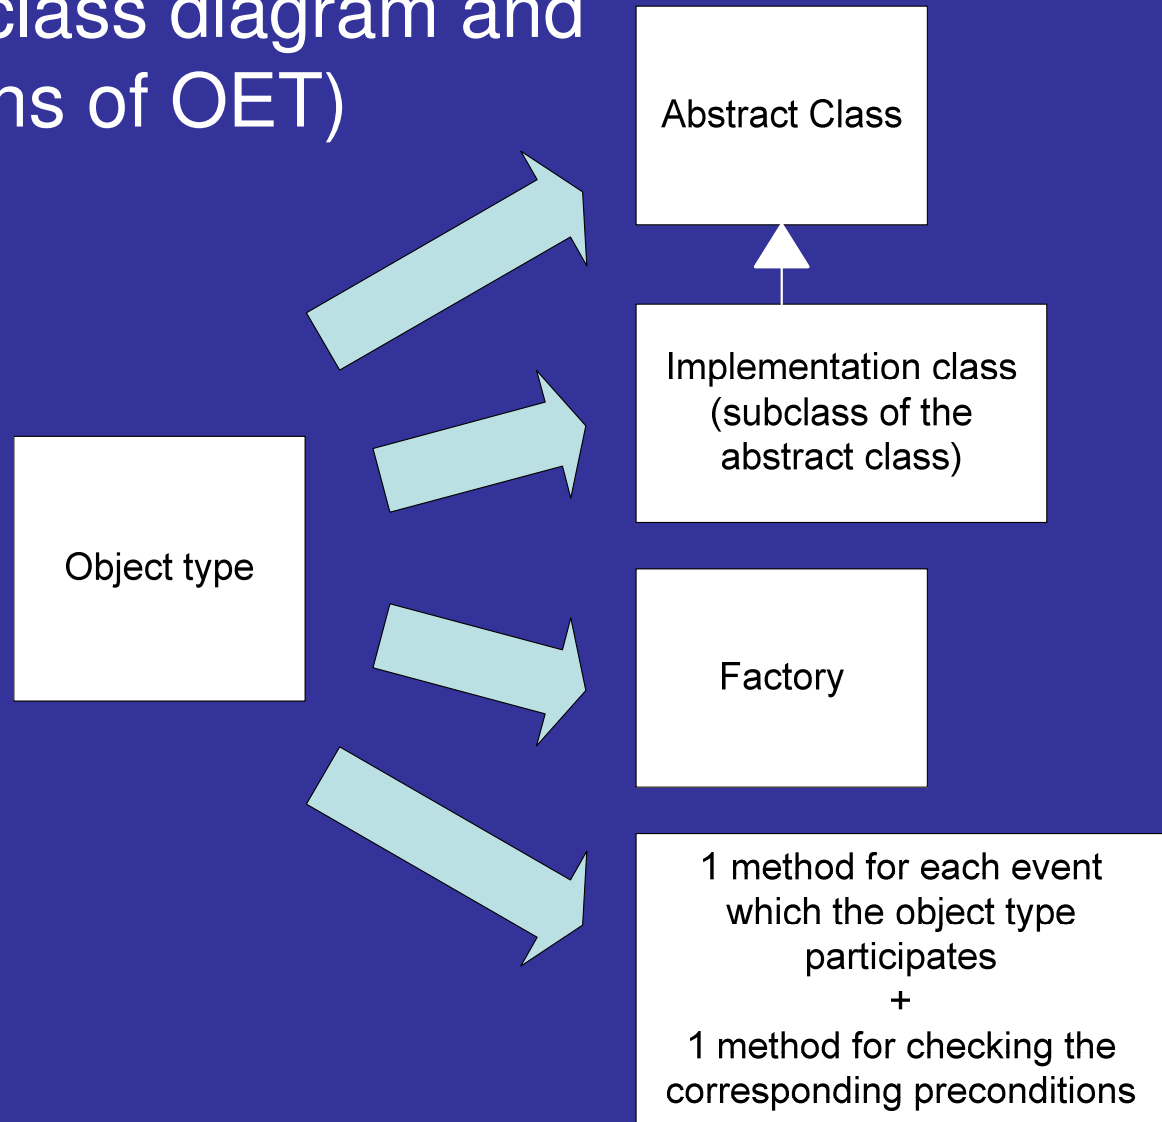 class diagram and
ns of OET)
Abstract Class
Implementation class
(subclass of the
abstract class)
Object type
Factory
1 method for each event
which the object type
participates
+
1 method for checking the
corresponding preconditions